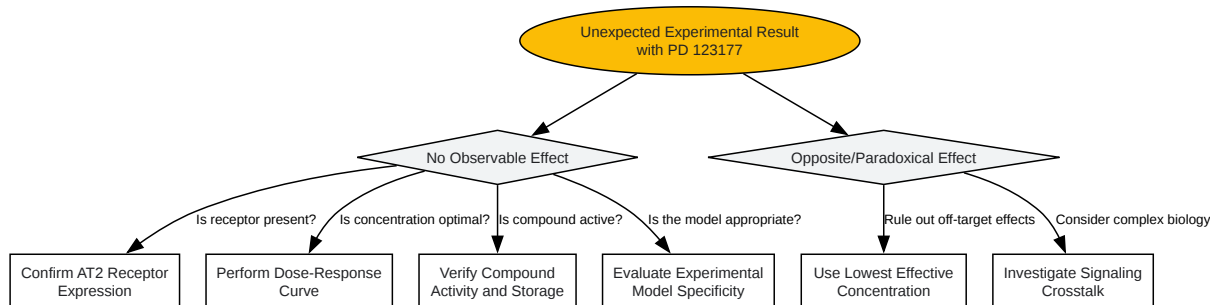 Unexpected Experimental Result
with PD 123177
No Observable Effect
Opposite/Paradoxical Effect
Is receptor present?
Is concentration optimal?
Is compound active?
Is the model appropriate?
Rule out off-target effects
Consider complex biology
Confirm AT2 Receptor
Expression
Perform Dose-Response
Curve
Verify Compound
Activity and Storage
Evaluate Experimental
Model Specificity
Use Lowest Effective
Concentration
Investigate Signaling
Crosstalk